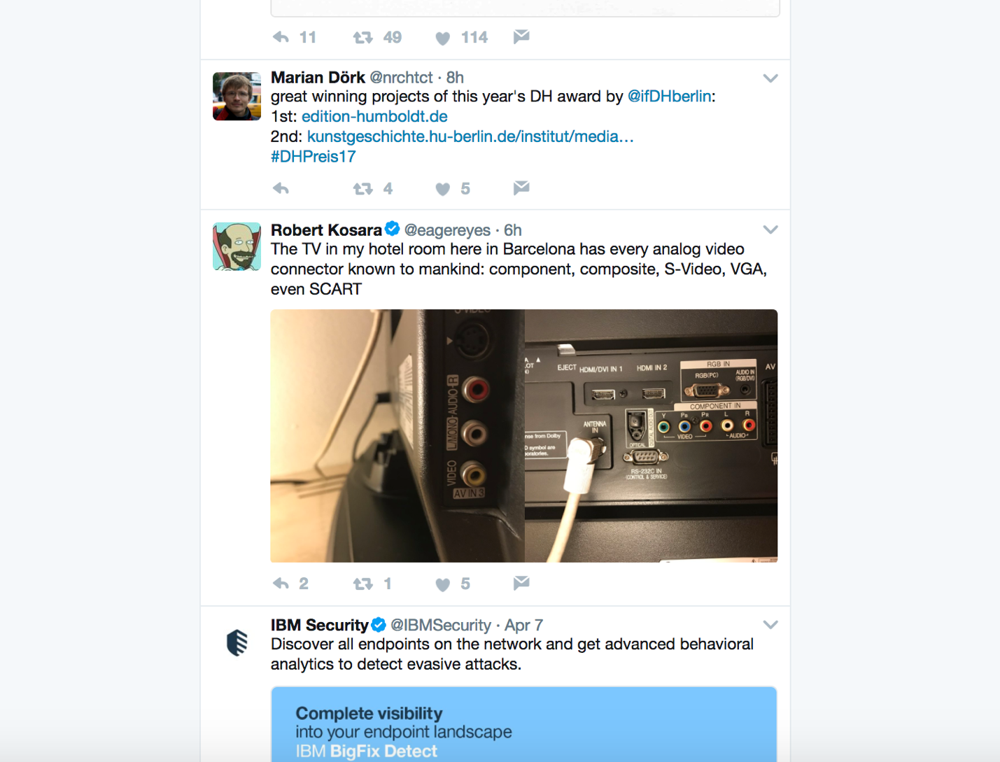 11 49 114
Marian Dörk @nrchtct · 8h
great winning projects of this year's DH award by @ifDHberlin:
1st: edition-humboldt.de
2nd: kunstgeschichte.hu-berlin.de/institut/media...
#DHPreis17
4 5
Robert Kosara @eagereyes · 6h
The TV in my hotel room here in Barcelona has every analog video
connector known to mankind: component, composite, S-Video, VGA,
even SCART
R
L/MONO-AUDIO
VIDEO
AV IN 3
EJECT
HDMI/DVI IN 1
HDMI IN 2
RGB IN
RGB(PC)
AUDIO IN
(RGB/DVI)
AV
COMPONENT IN
Y PB PR L R
VIDEO AUDIO
ANTENNA
IN
OPTICAL
DIGITAL AUDIO OUT
RS-232C IN
(CONTROL & SERVICE)
nse from Dolby
D symbol are
boratories.
2 1 5
IBM Security @IBMSecurity · Apr 7
Discover all endpoints on the network and get advanced behavioral
analytics to detect evasive attacks.
Complete visibility
into your endpoint landscape
IBM BigFix Detect